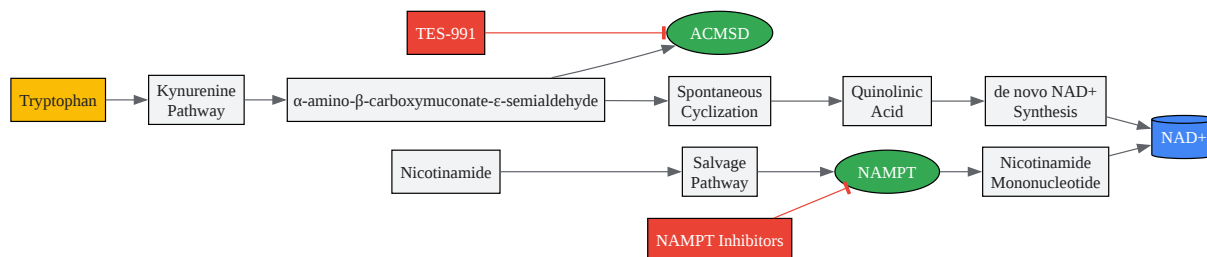 TES-991
ACMSD
Tryptophan
Kynurenine
Pathway
α-amino-β-carboxymuconate-ε-semialdehyde
Spontaneous
Cyclization
Quinolinic
Acid
de novo NAD+
Synthesis
NAD+
Nicotinamide
Salvage
Pathway
NAMPT
Nicotinamide
Mononucleotide
NAMPT Inhibitors